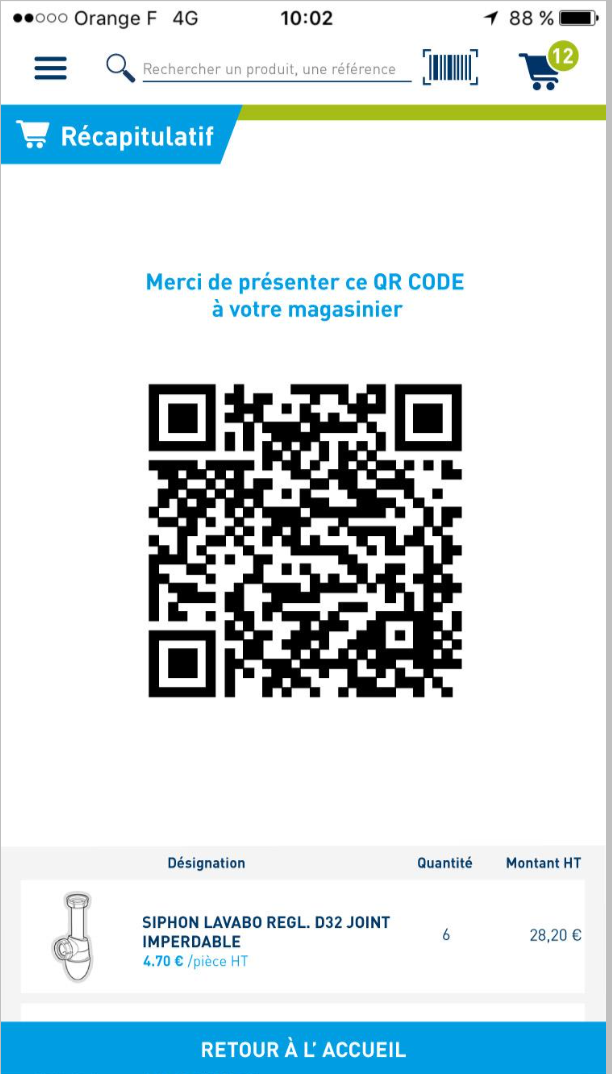 Orange F 4G 10:02 88 %
Rechercher un produit, une référence 12
Récapitulatif
Merci de présenter ce QR CODE
à votre magasinier
Désignation Quantité Montant HT
SIPHON LAVABO REGL. D32 JOINT
IMPERDABLE
6 28,20 €
4.70 € /pièce HT
RETOUR À L' ACCUEIL